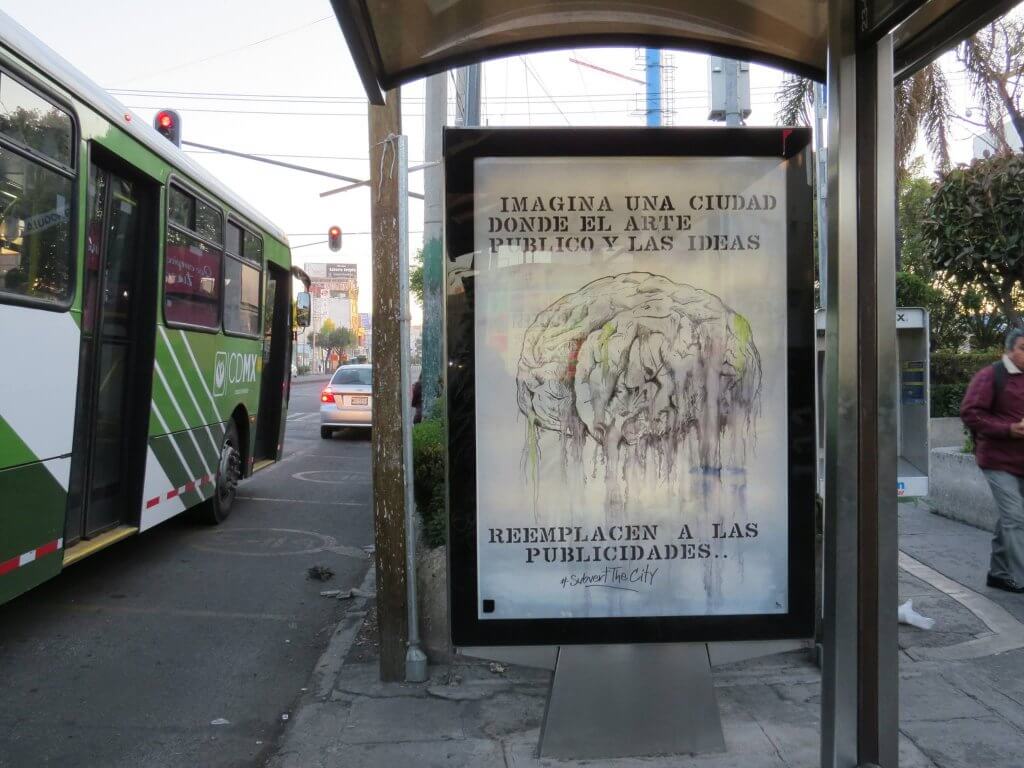 IMAGINA UNA CIUDAD
DONDE EL ARTE
PUBLICO Y LAS IDEAS
REEMPLACEN A LAS
PUBLICIDADES..
#SubvertTheCity
CDMX